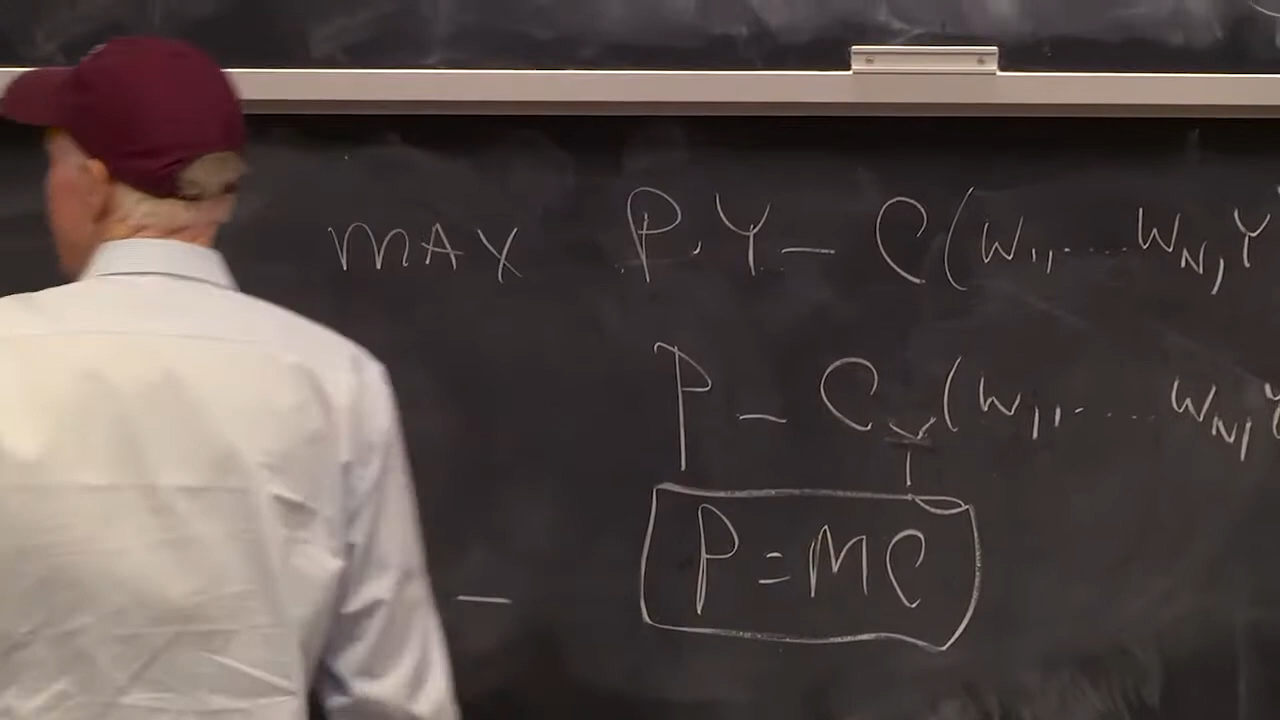 MAX P. Y - C(W1, .... WN, Y
P - CY(W1, .... WN, Y
P = MC
-